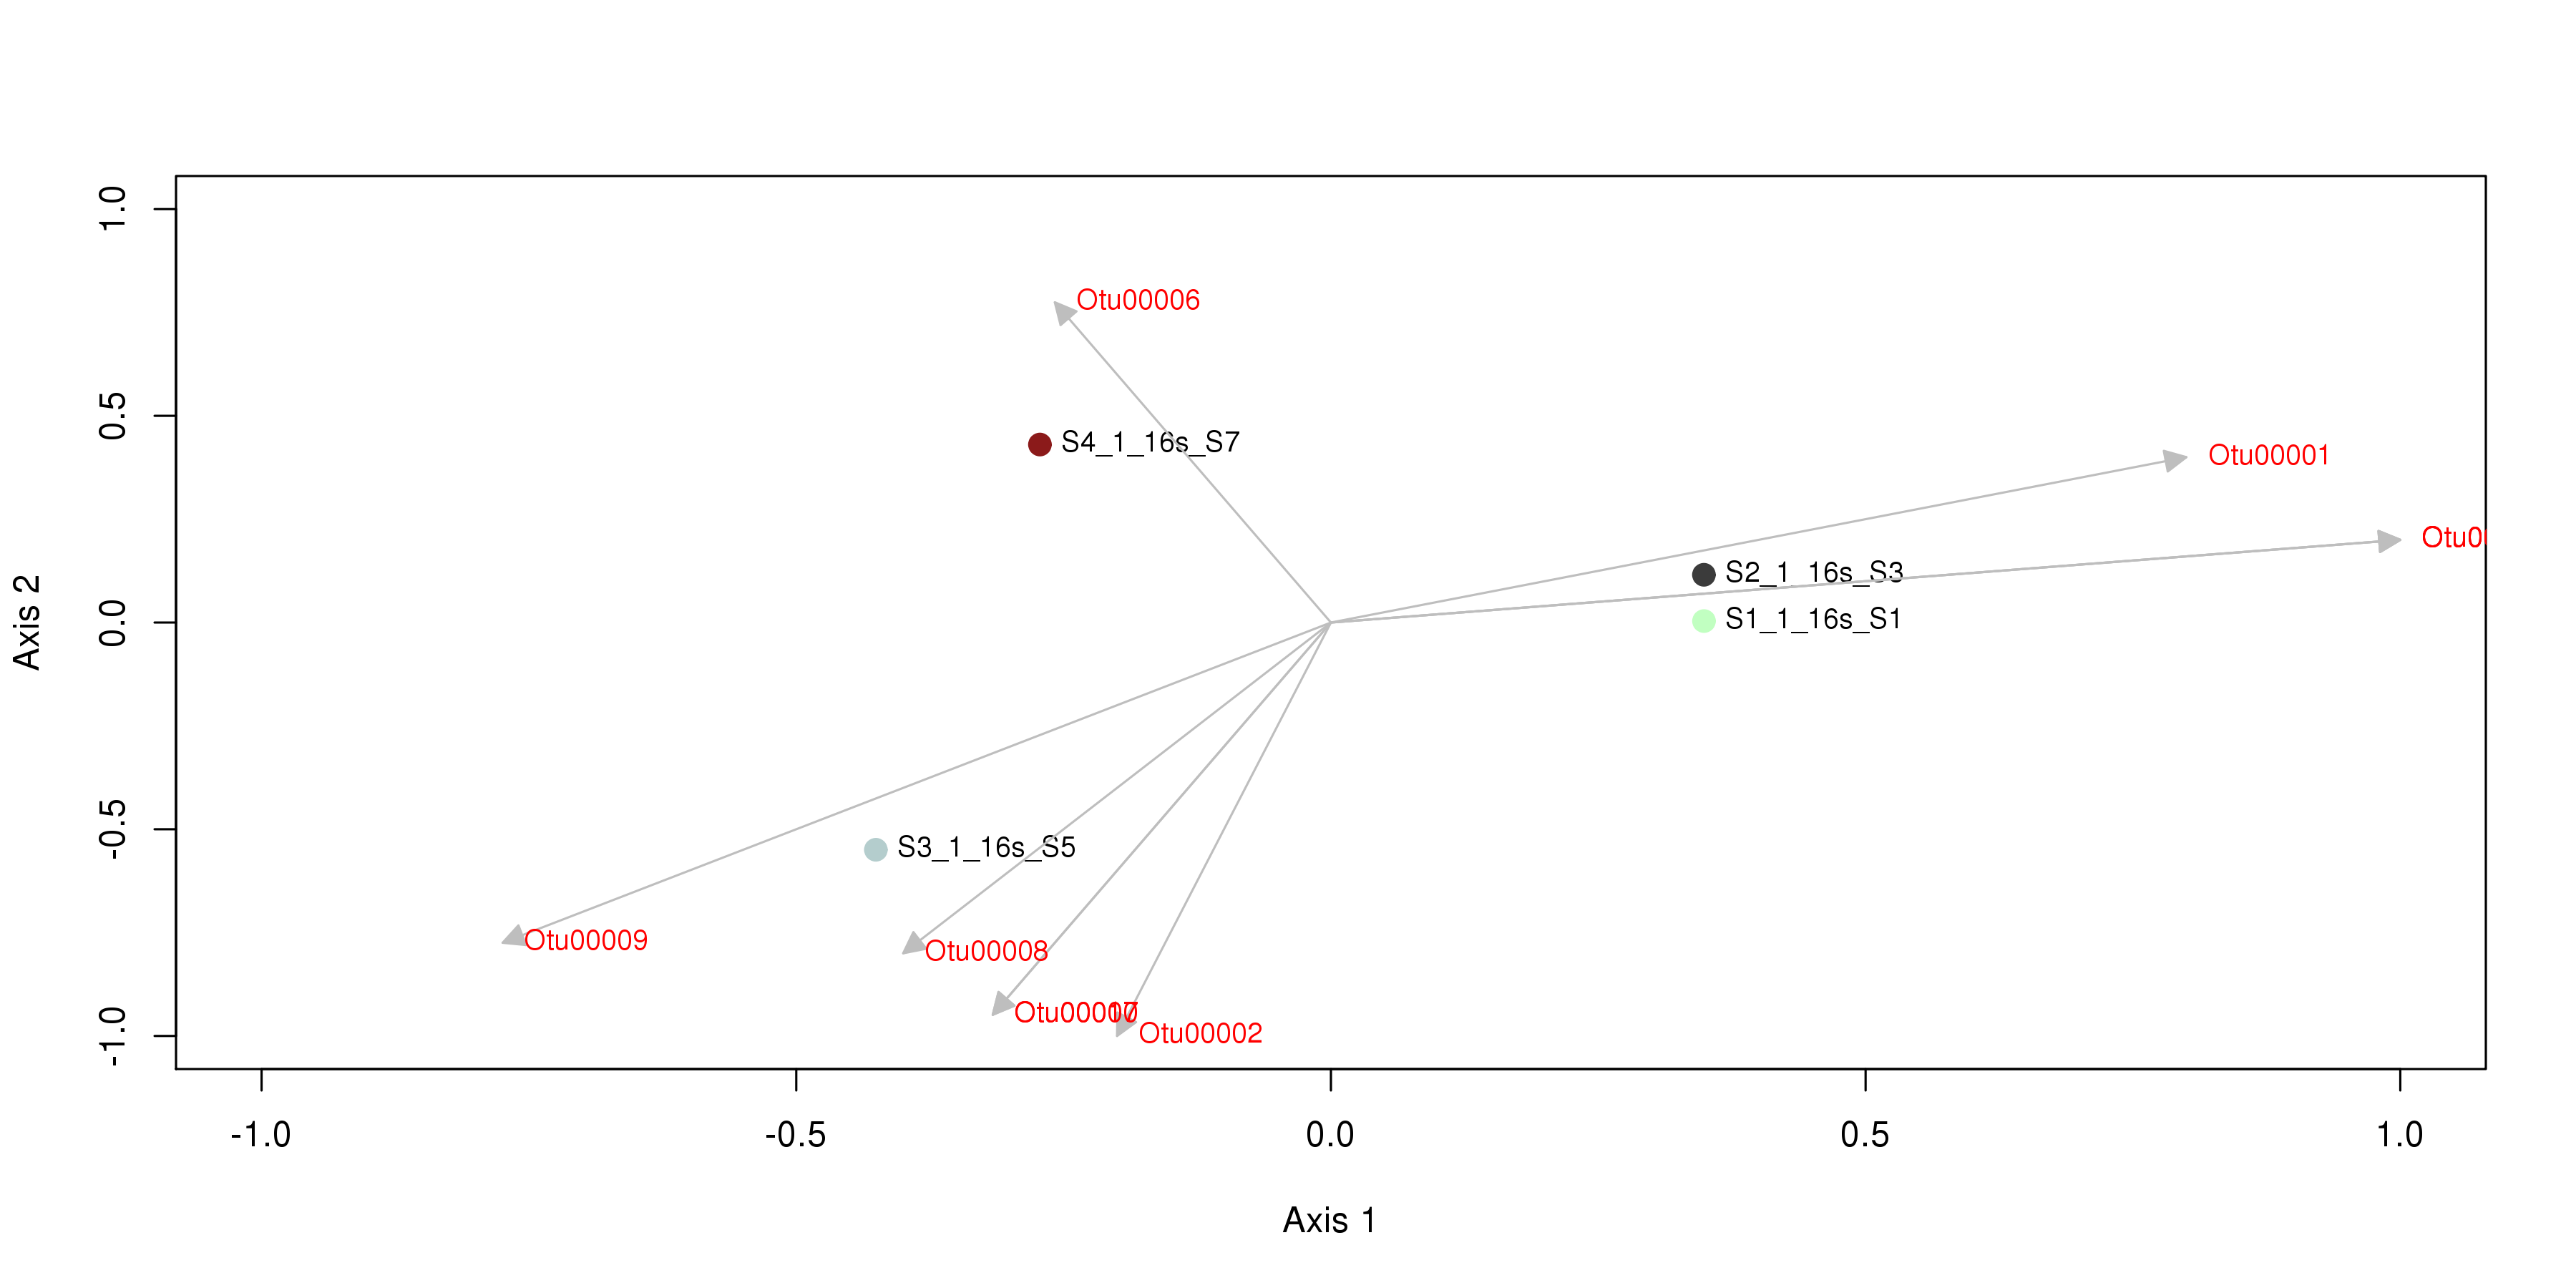 1.0
Otu00006
0.5
S4_1_16s_S7
Otu00001
Otu0
S2_1_16s_S3
0.0
S1_1_16s_S1
Axis 2
-0.5
S3_1_16s_S5
Otu00009
Otu00008
Otu00002
-1.0
-1.0 -0.5 0.0 0.5 1.0
Axis 1